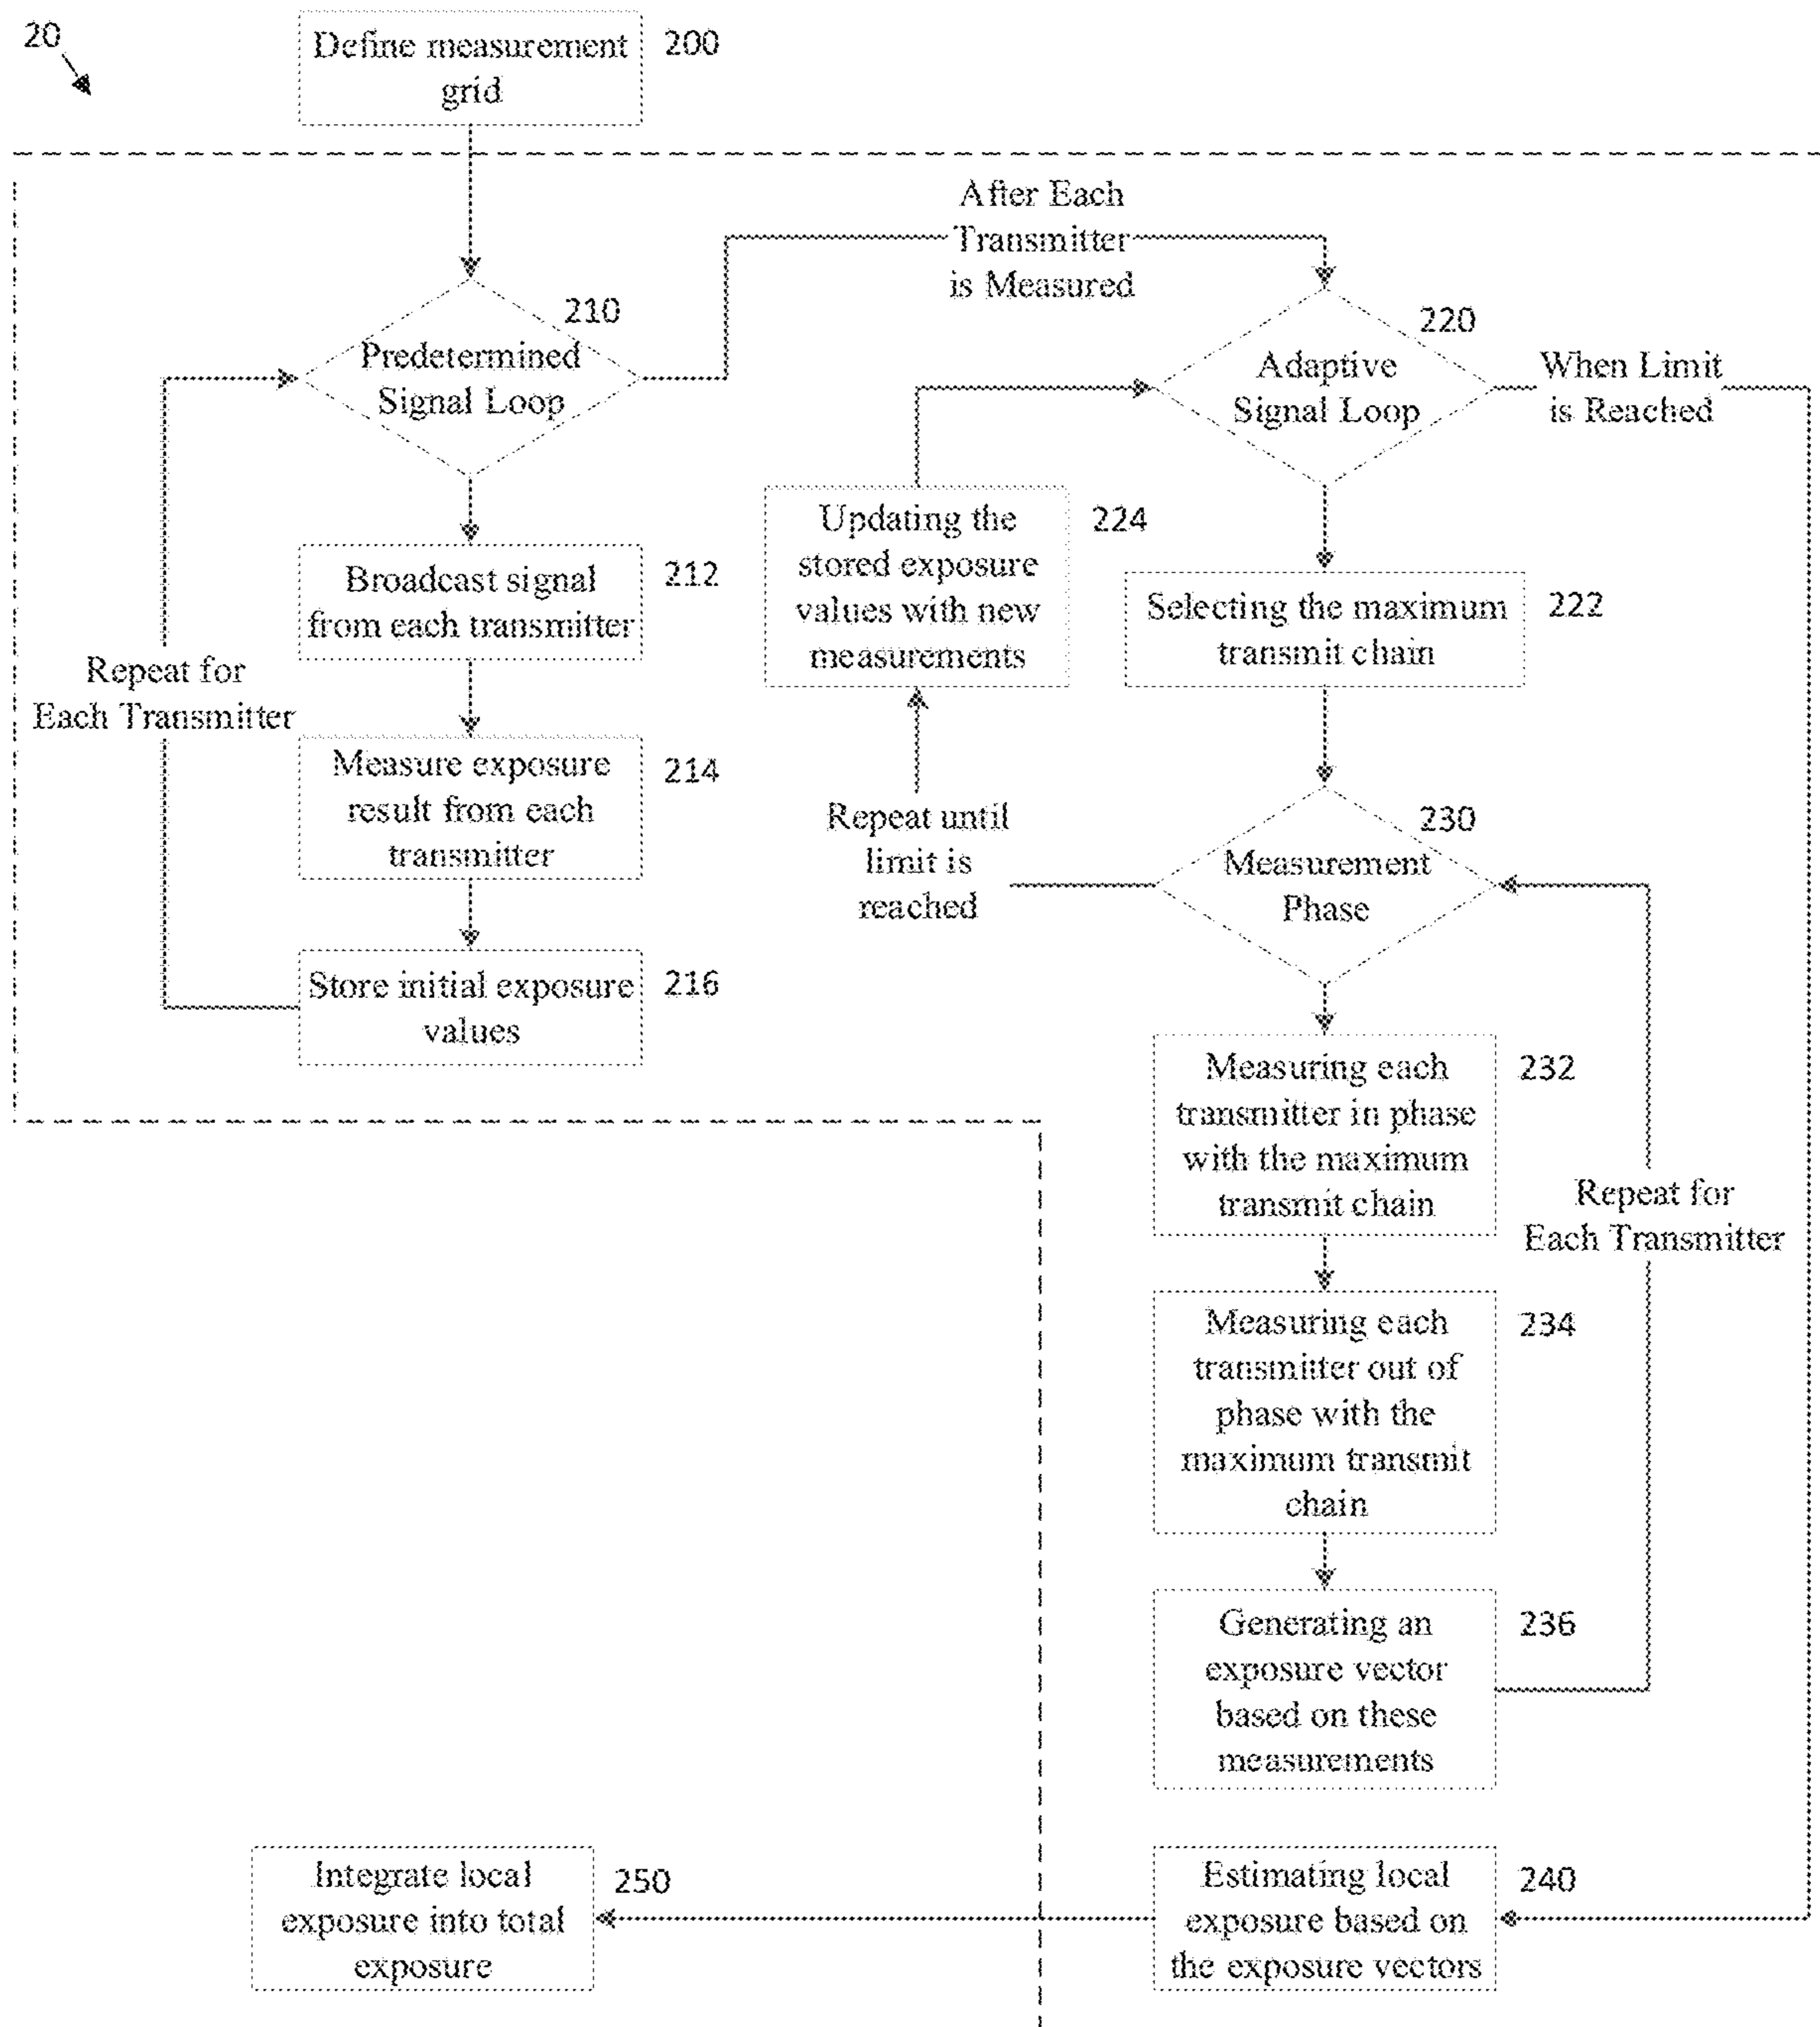 20
Define measurement
grid
200
After Each
Transmitter
is Measured
210
Predetermined
Signal Loop
220
Adaptive
Signal Loop
When Limit
is Reached
Broadcast signal
from each transmitter
212
Updating the
stored exposure
values with new
measurements
224
Selecting the maximum
transmit chain
222
Repeat for
Each Transmitter
Measure exposure
result from each
transmitter
214
Repeat until
limit is
reached
230
Measurement
Phase
Store initial exposure
values
216
Measuring each
transmitter in phase
with the maximum
transmit chain
232
Repeat for
Each Transmitter
Measuring each
transmitter out of
phase with the
maximum transmit
chain
234
Generating an
exposure vector
based on these
measurements
236
Integrate local
exposure into total
exposure
250
Estimating local
exposure based on
the exposure vectors
240